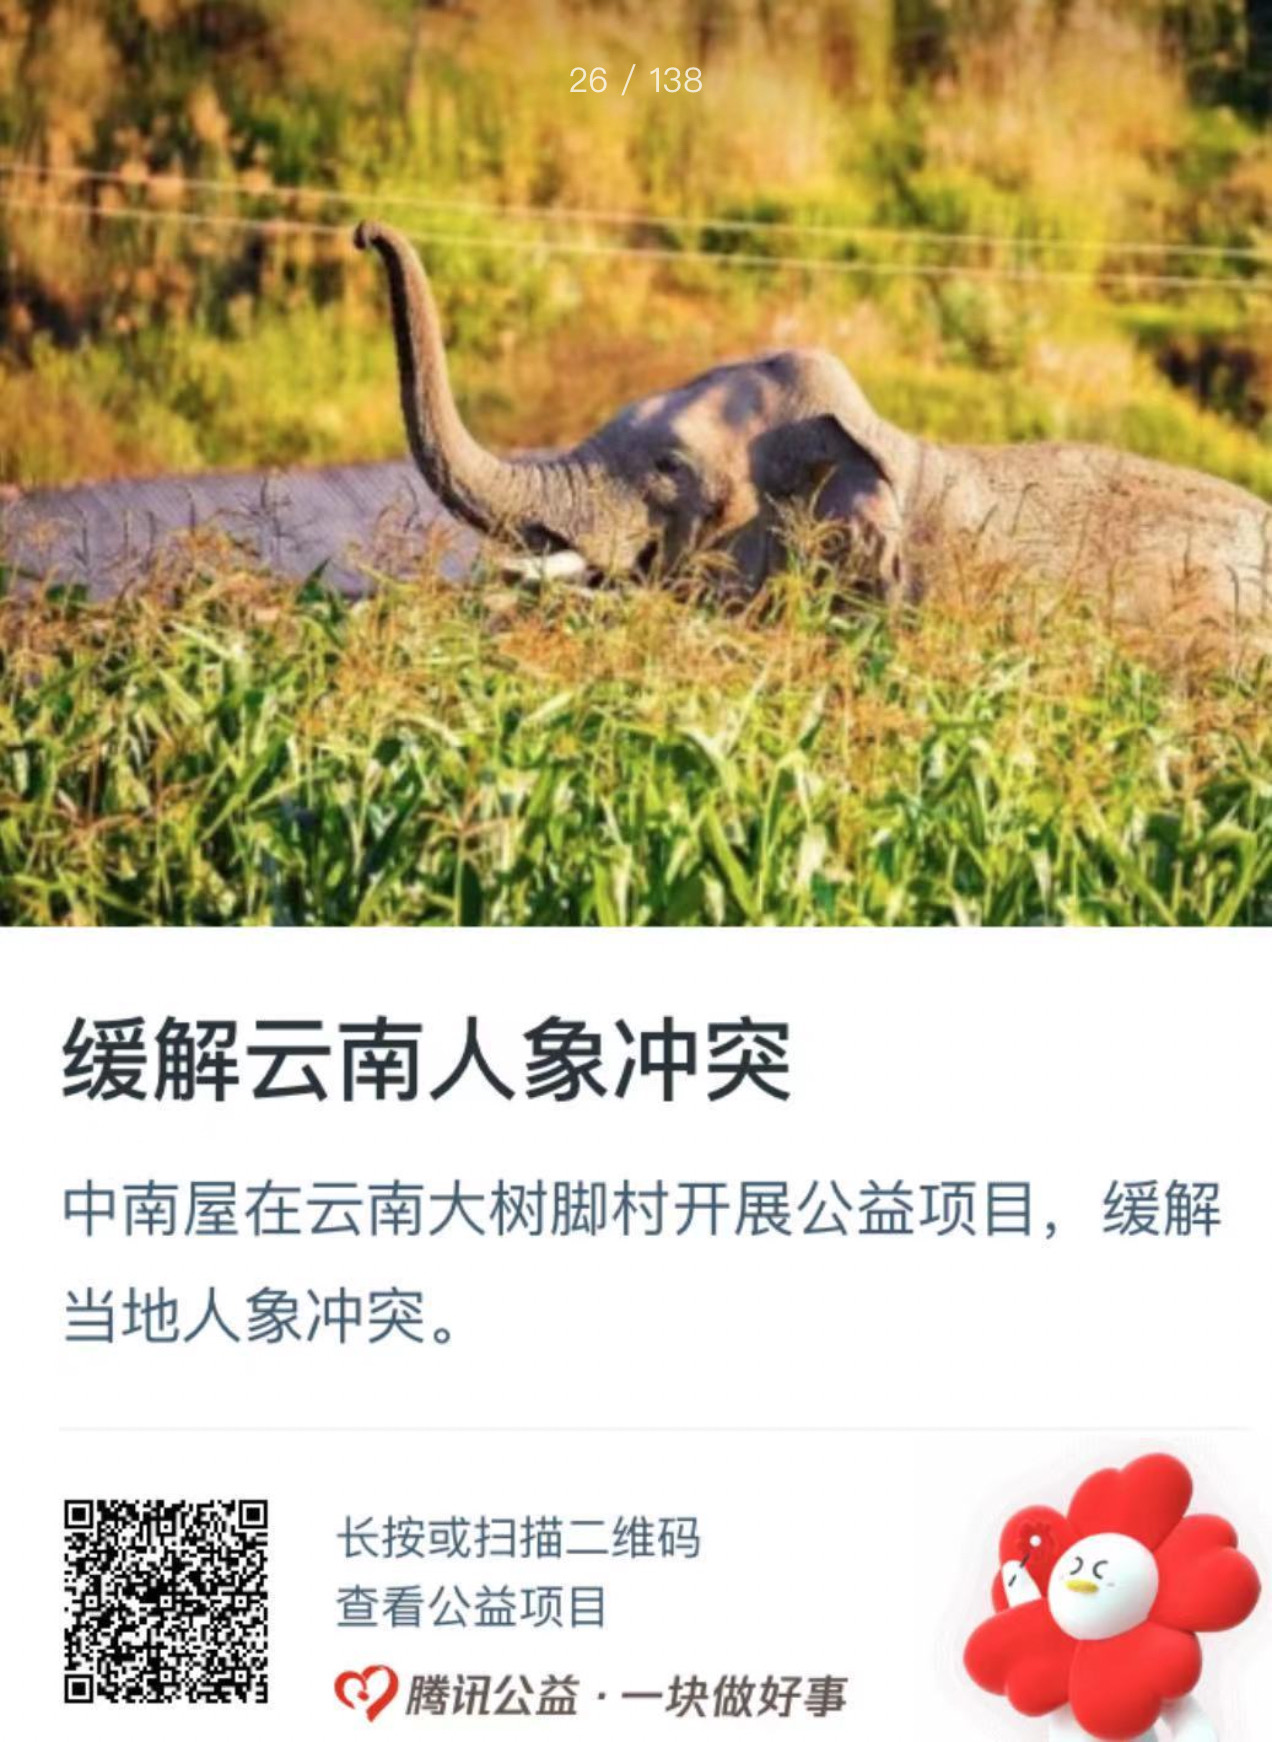 26 / 138
缓解云南人象冲突
中南屋在云南大树脚村开展公益项目，缓解
当地人象冲突。
长按或扫描二维码
查看公益项目
腾讯公益·一块做好事